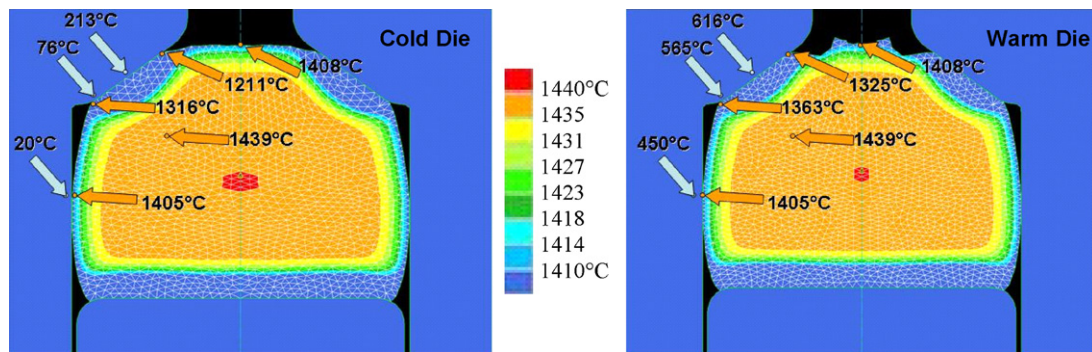 213°C
Cold Die
76°C
1408°C
1211°C
1316°C
20°C
1439°C
1405°C
1440°C
1435
1431
1427
1423
1418
1414
1410°C
616°C
Warm Die
565°C
1408°C
1325°C
1363°C
450°C
1439°C
1405°C